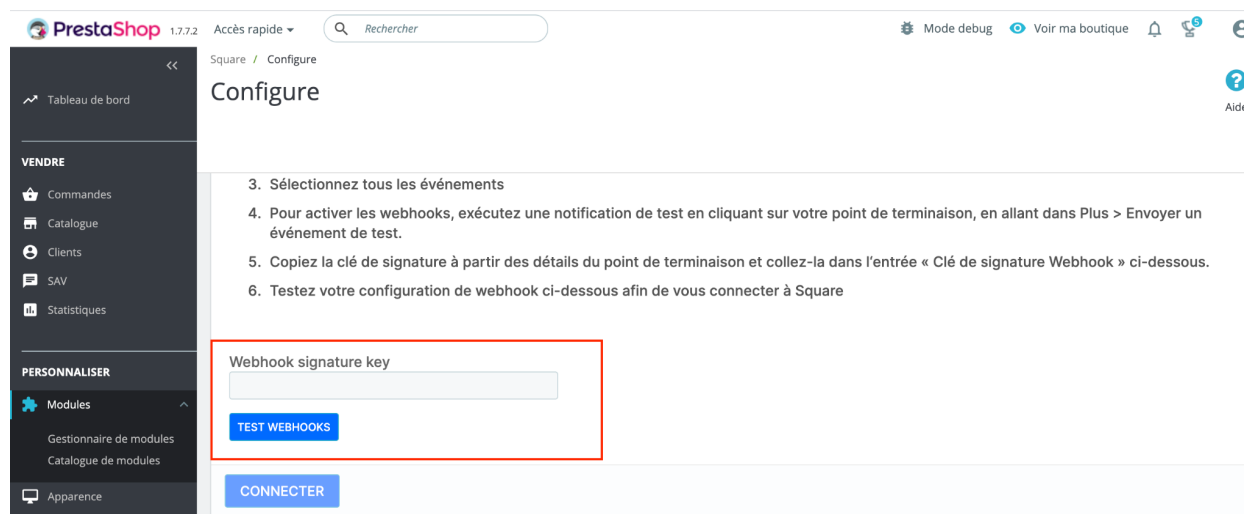 PrestaShop 1.7.7.2 Accès rapide Rechercher Mode debug Voir ma boutique 5
Square / Configure
Configure
Aide
Tableau de bord
VENDRE
Commandes
Catalogue
Clients
SAV
Statistiques
PERSONNALISER
Modules
Gestionnaire de modules
Catalogue de modules
Apparence
3. Sélectionnez tous les événements
4. Pour activer les webhooks, exécutez une notification de test en cliquant sur votre point de terminaison, en allant dans Plus > Envoyer un
événement de test.
5. Copiez la clé de signature à partir des détails du point de terminaison et collez-la dans l'entrée « Clé de signature Webhook » ci-dessous.
6. Testez votre configuration de webhook ci-dessous afin de vous connecter à Square
Webhook signature key
TEST WEBHOOKS
CONNECTER